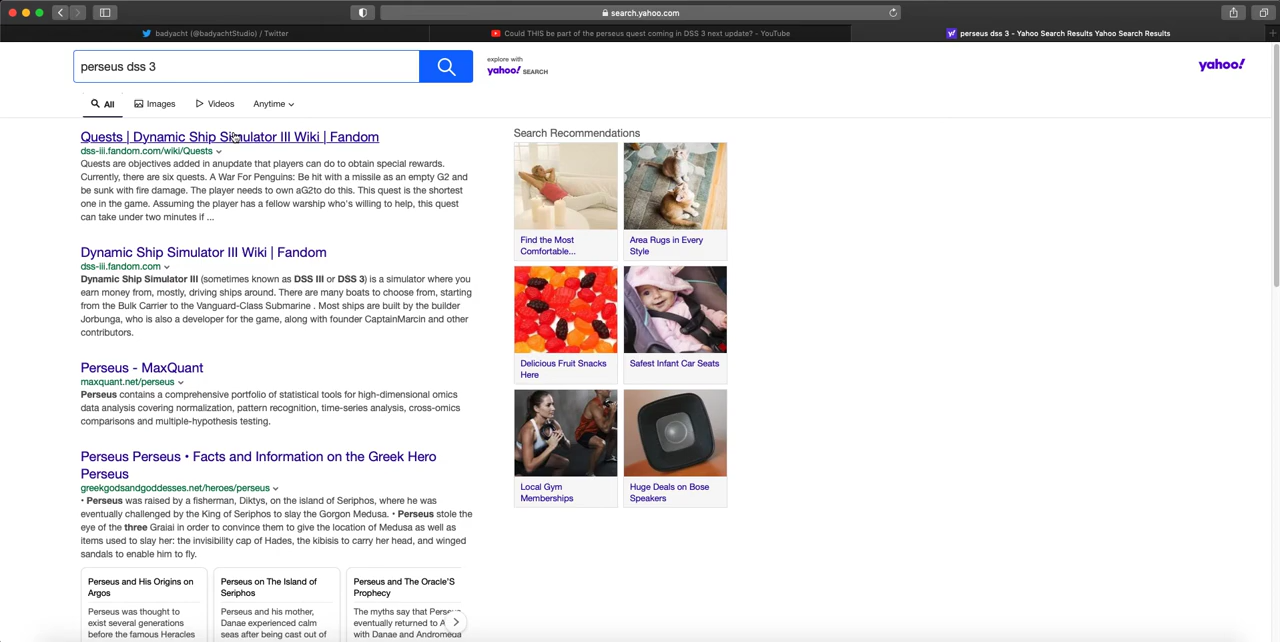 search.yahoo.com
badyacht (@badyachtStudio) / Twitter
Could THIS be part of the perseus quest coming in DSS 3 next update? - YouTube
perseus dss 3 - Yahoo Search Results Yahoo Search Results
perseus dss 3
explore with
yahoo! SEARCH
yahoo!
All
Images
Videos
Anytime
Quests | Dynamic Ship Simulator III Wiki | Fandom
dss-iii.fandom.com/wiki/Quests
Quests are objectives added in anupdate that players can do to obtain special rewards.
Currently, there are six quests. A War For Penguins: Be hit with a missile as an empty G2 and
be sunk with fire damage. The player needs to own aG2to do this. This quest is the shortest
one in the game. Assuming the player has a fellow warship who's willing to help, this quest
can take under two minutes if ...
Dynamic Ship Simulator III Wiki | Fandom
dss-iii.fandom.com
Dynamic Ship Simulator III (sometimes known as DSS III or DSS 3) is a simulator where you
earn money from, mostly, driving ships around. There are many boats to choose from, starting
from the Bulk Carrier to the Vanguard-Class Submarine . Most ships are built by the builder
Jorbunga, who is also a developer for the game, along with founder CaptainMarcin and other
contributors.
Perseus - MaxQuant
maxquant.net/perseus
Perseus contains a comprehensive portfolio of statistical tools for high-dimensional omics
data analysis covering normalization, pattern recognition, time-series analysis, cross-omics
comparisons and multiple-hypothesis testing.
Perseus Perseus • Facts and Information on the Greek Hero
Perseus
greekgodsandgoddesses.net/heroes/perseus
• Perseus was raised by a fisherman, Diktys, on the island of Seriphos, where he was
eventually challenged by the King of Seriphos to slay the Gorgon Medusa. • Perseus stole the
eye of the three Graiai in order to convince them to give the location of Medusa as well as
items used to slay her: the invisibility cap of Hades, the kibisis to carry her head, and winged
sandals to enable him to fly.
Perseus and His Origins on
Argos
Perseus was thought to
exist several generations
before the famous Heracles
Perseus on The Island of
Seriphos
Perseus and his mother,
Danae experienced calm
seas after being cast out of
Perseus and The Oracle'S
Prophecy
The myths say that Perseus
eventually returned to A
with Danae and Andromeda
Search Recommendations
Find the Most
Comfortable...
Area Rugs in Every
Style
Delicious Fruit Snacks
Here
Safest Infant Car Seats
Local Gym
Memberships
Huge Deals on Bose
Speakers